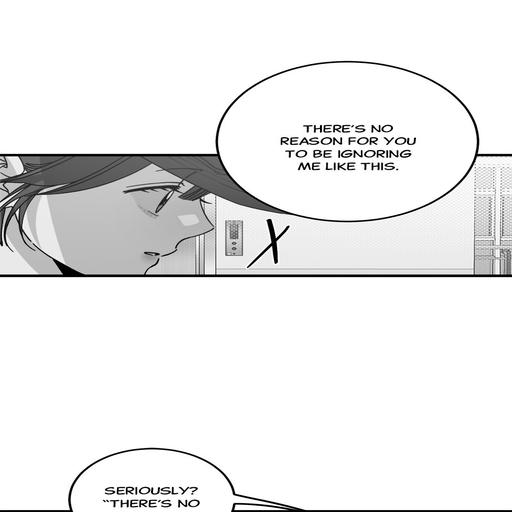 THERE'S NO
REASON FOR YOU
TO BE IGNORING
ME LIKE THIS.
SERIOUSLY?
"THERE'S NO